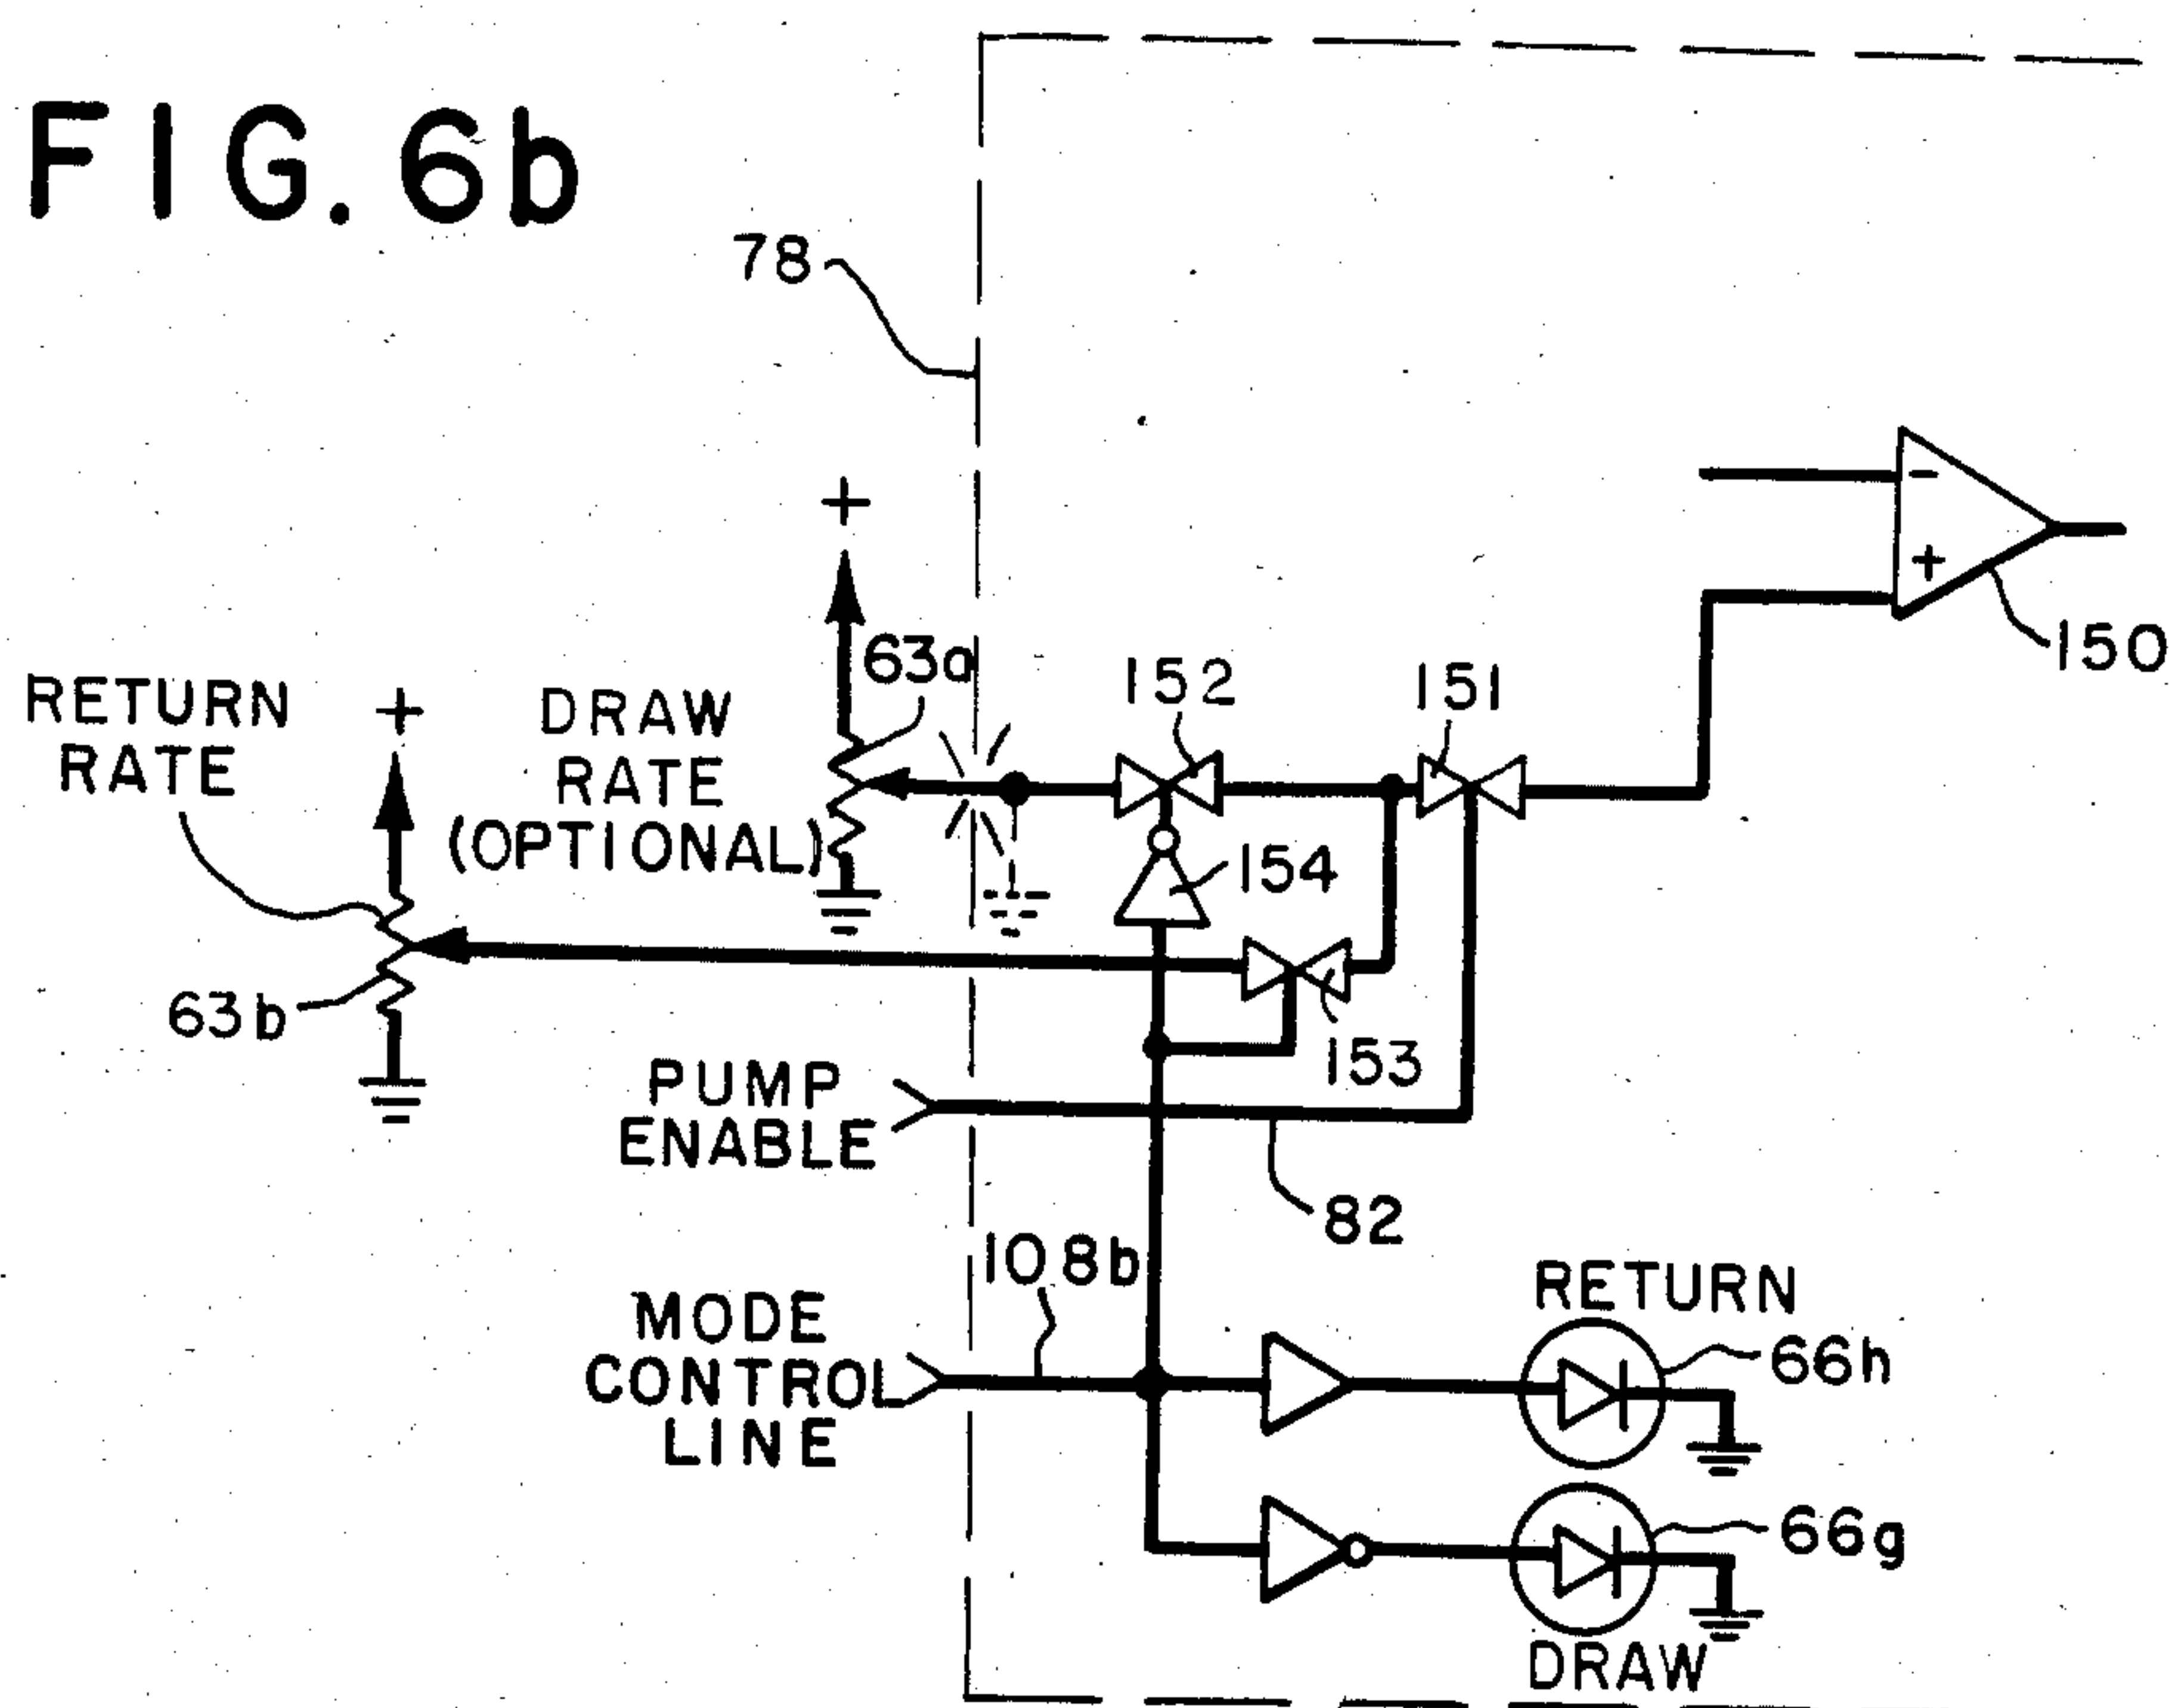 FIG. 6b
78
+
-
+
150
63a
152
151
RETURN
RATE
+
DRAW
RATE
(OPTIONAL)
154
63b
153
PUMP
ENABLE
82
108b
MODE
CONTROL
LINE
RETURN
66h
66g
DRAW